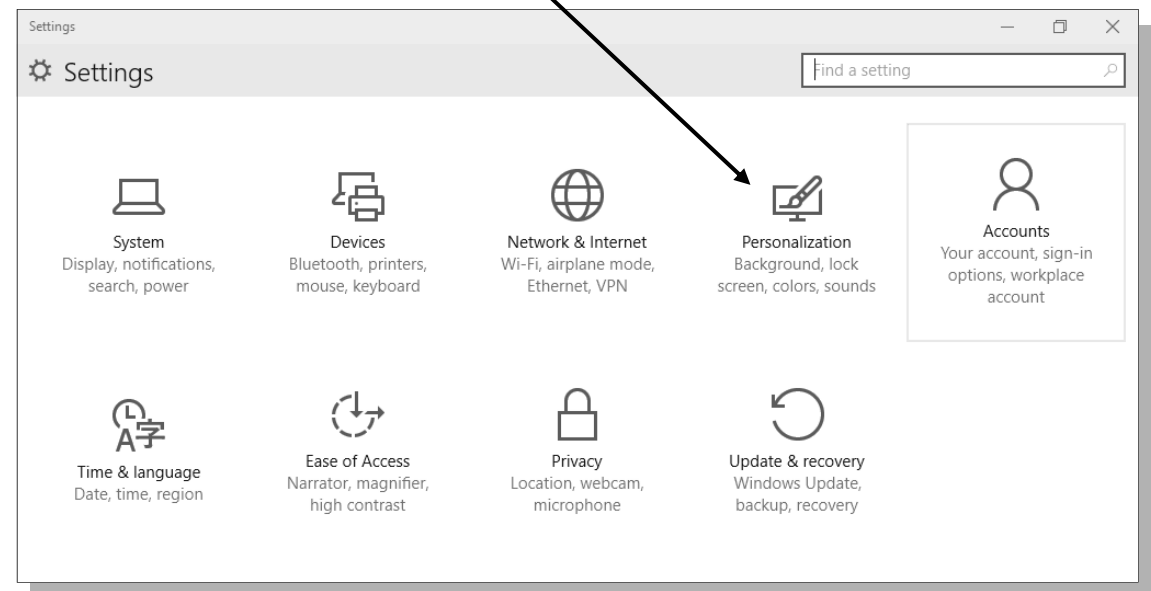 Settings
Settings
Find a setting
System
Display, notifications,
search, power
Devices
Bluetooth, printers,
mouse, keyboard
Network & Internet
Wi-Fi, airplane mode,
Ethernet, VPN
Personalization
Background, lock
screen, colors, sounds
Accounts
Your account, sign-in
options, workplace
account
A字
Time & language
Date, time, region
Ease of Access
Narrator, magnifier,
high contrast
Privacy
Location, webcam,
microphone
Update & recovery
Windows Update,
backup, recovery